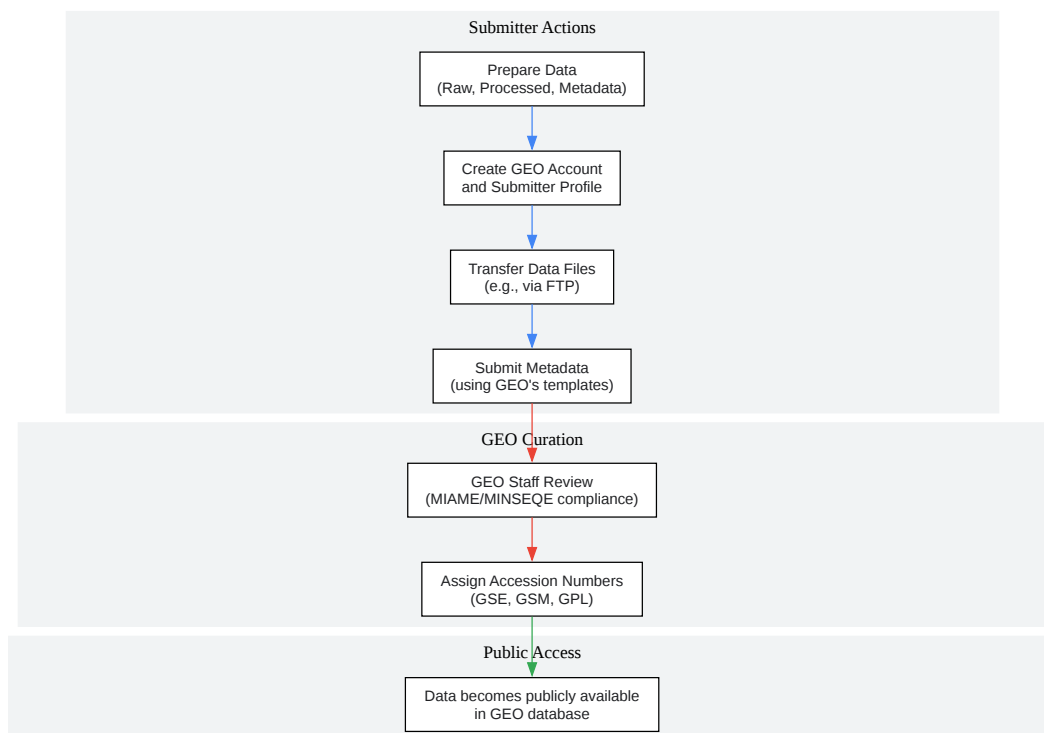 Submitter Actions
Prepare Data
(Raw, Processed, Metadata)
Create GEO Account
and Submitter Profile
Transfer Data Files
(e.g., via FTP)
Submit Metadata
(using GEO's templates)
GEO Curation
GEO Staff Review
(MIAME/MINSEQE compliance)
Assign Accession Numbers
(GSE, GSM, GPL)
Public Access
Data becomes publicly available
in GEO database